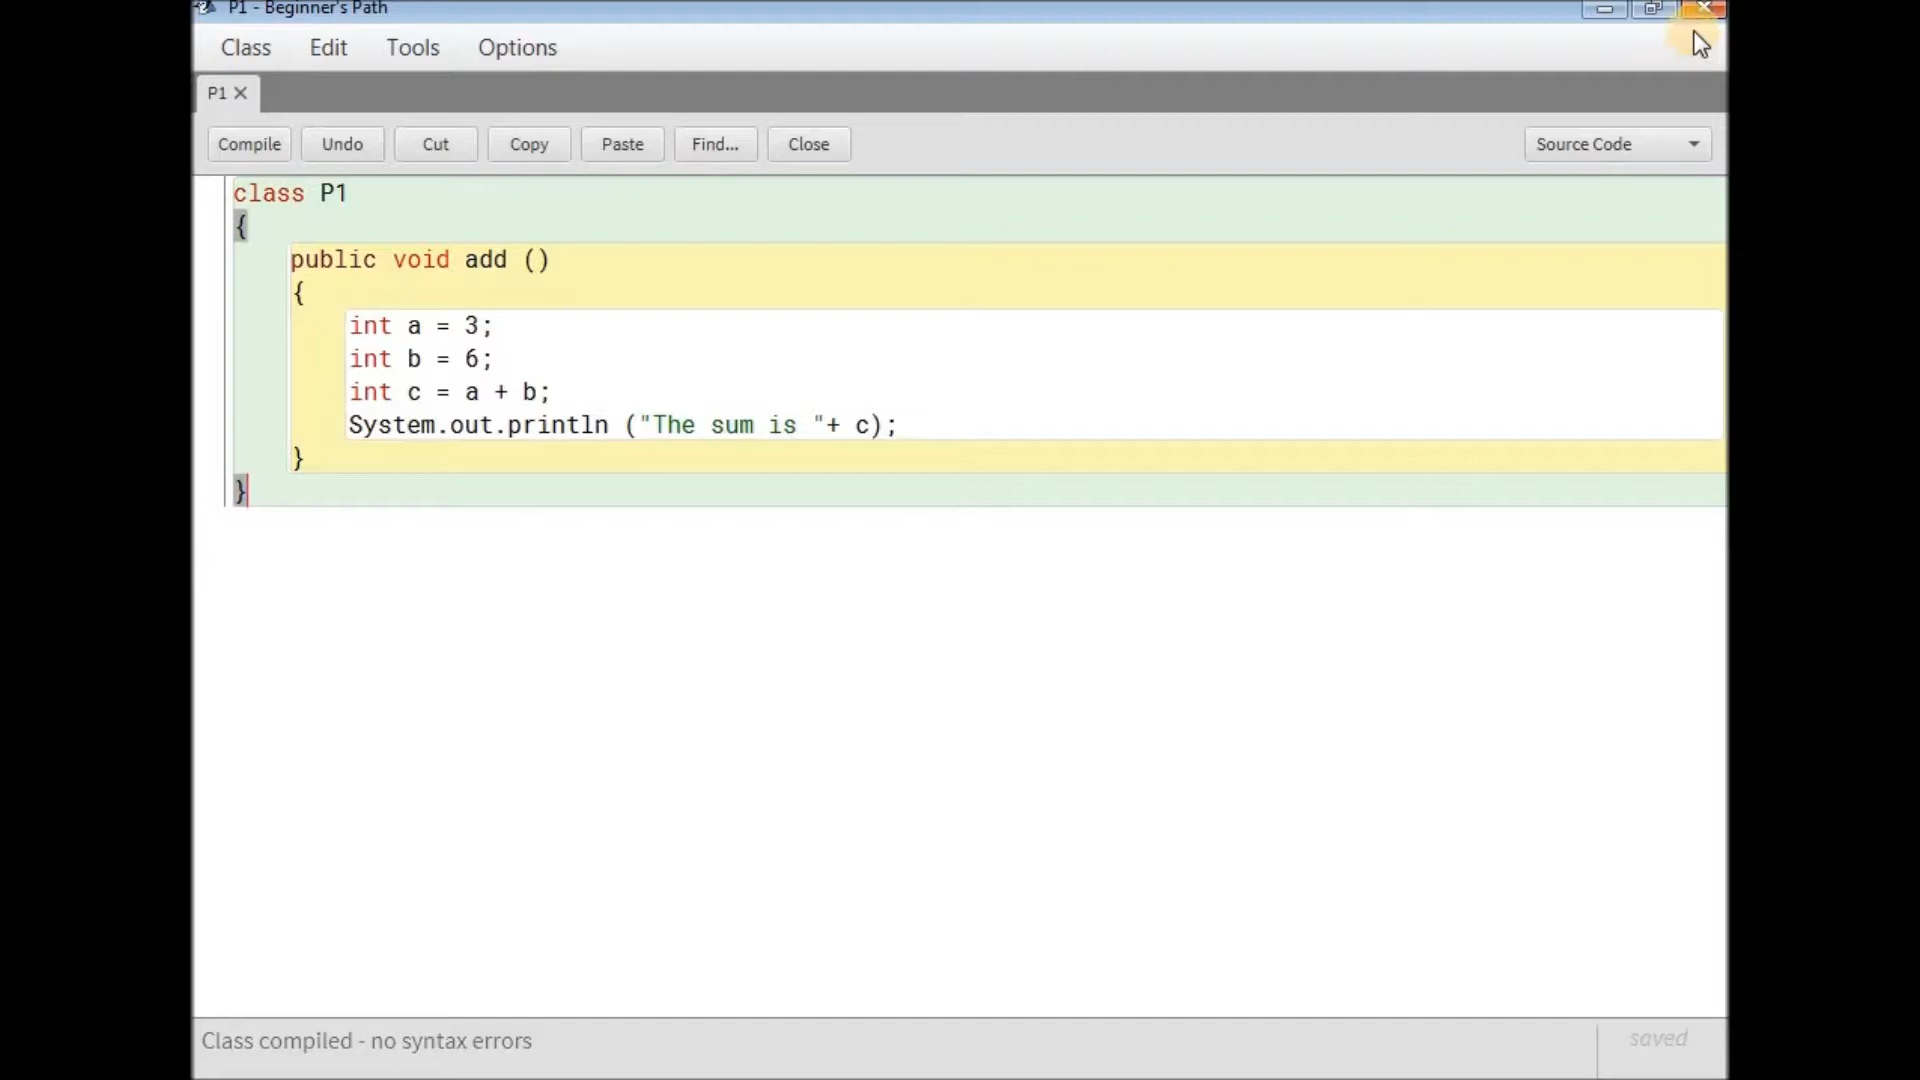 P1 - Beginner's Path
Class Edit Tools Options
P1
Compile Undo Cut Copy Paste Find... Close Source Code
class P1
{
public void add ()
{
int a = 3;
int b = 6;
int c = a + b;
System.out.println ("The sum is "+ c);
}
}
Class compiled - no syntax errors saved